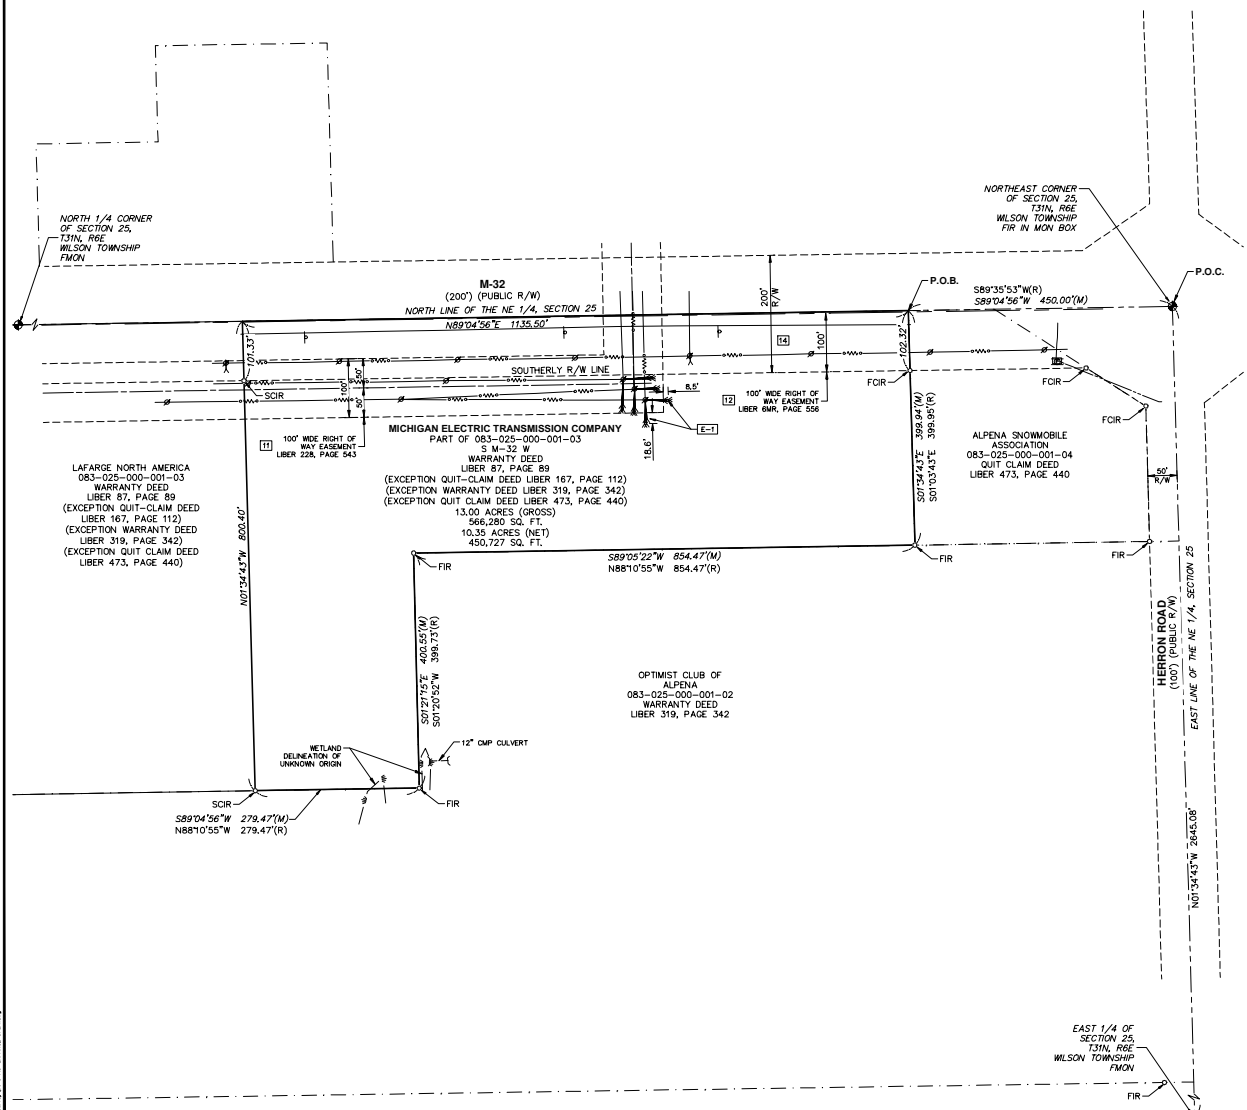 NORTH 1/4 CORNER
OF SECTION 25,
T31N, R6E
WILSON TOWNSHIP
FMON
NORTHEAST CORNER
OF SECTION 25,
T31N, R6E
WILSON TOWNSHIP
FIR IN MON BOX
M-32
(200') (PUBLIC R/W)
NORTH LINE OF THE NE 1/4, SECTION 25
N89°04'56"E 1135.50'
200'
R/W
P.O.B.
P.O.C.
S89°35'53"W(R)
S89°04'56"W 450.00'(M)
101.33'
100'
50'
50'
SCIR
SOUTHERLY R/W LINE
14
100'
102.32'
FCIR
FCIR
FCIR
8.5'
12
100' WIDE RIGHT OF
WAY EASEMENT
LIBER 6MR, PAGE 556
E-1
18.6'
11
100' WIDE RIGHT OF
WAY EASEMENT
LIBER 228, PAGE 543
MICHIGAN ELECTRIC TRANSMISSION COMPANY
PART OF 083-025-000-001-03
S M-32 W
WARRANTY DEED
LIBER 87, PAGE 89
(EXCEPTION QUIT-CLAIM DEED LIBER 167, PAGE 112)
(EXCEPTION WARRANTY DEED LIBER 319, PAGE 342)
(EXCEPTION QUIT CLAIM DEED LIBER 473, PAGE 440)
13.00 ACRES (GROSS)
566,280 SQ. FT.
10.35 ACRES (NET)
450,727 SQ. FT.
LAFARGE NORTH AMERICA
083-025-000-001-03
WARRANTY DEED
LIBER 87, PAGE 89
(EXCEPTION QUIT-CLAIM DEED
LIBER 167, PAGE 112)
(EXCEPTION WARRANTY DEED
LIBER 319, PAGE 342)
(EXCEPTION QUIT CLAIM DEED
LIBER 473, PAGE 440)
N01°34'43"W 800.40'
S01°34'43"E 399.94'(M)
S01°03'43"E 399.95'(R)
ALPENA SNOWMOBILE
ASSOCIATION
083-025-000-001-04
QUIT CLAIM DEED
LIBER 473, PAGE 440
50'
R/W
FIR
S89°05'22"W 854.47'(M)
N88°10'55"W 854.47'(R)
FIR
FIR
S01°21'15"E 400.55'(M)
S01°20'52"W 399.73'(R)
OPTIMIST CLUB OF
ALPENA
083-025-000-001-02
WARRANTY DEED
LIBER 319, PAGE 342
HERRON ROAD
(100') (PUBLIC R/W)
EAST LINE OF THE NE 1/4, SECTION 25
N01°34'43"W 2645.08'
WETLAND
DELINEATION OF
UNKNOWN ORIGIN
12" CMP CULVERT
SCIR
FIR
S89°04'56"W 279.47'(M)
N88°10'55"W 279.47'(R)
EAST 1/4 OF
SECTION 25,
T31N, R6E
WILSON TOWNSHIP
FMON
FIR